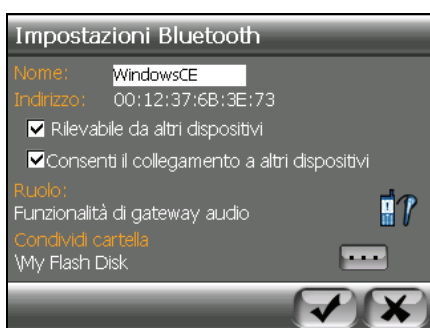 Impostazioni Bluetooth
Nome: WindowsCE
Indirizzo: 00:12:37:6B:3E:73
Rilevabile da altri dispositivi
Consenti il collegamento a altri dispositivi
Ruolo:
Funzionalità di gateway audio
Condividi cartella
\My Flash Disk
...